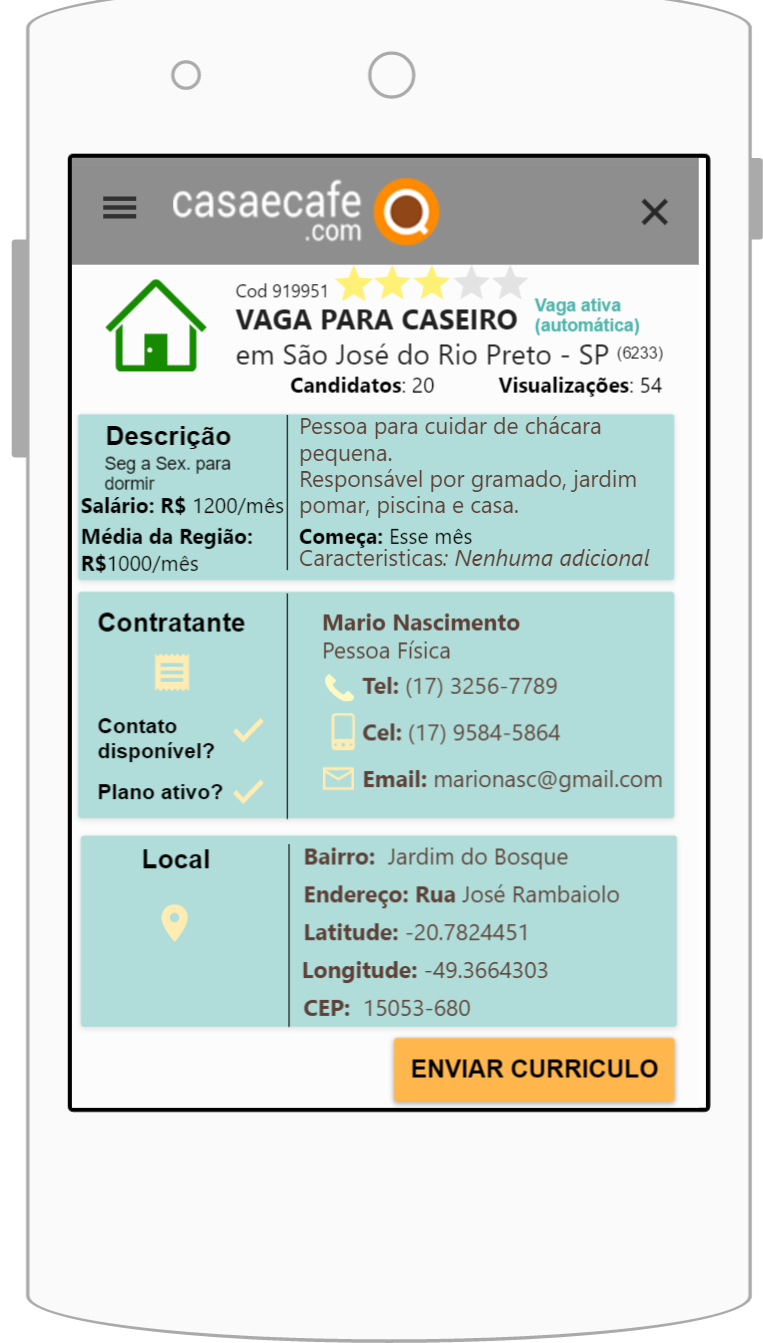 casaecafe
.com
Cod 919951
VAGA PARA CASEIRO
Vaga ativa
(automática)
em São José do Rio Preto - SP (6233)
Candidatos: 20 Visualizações: 54
Descrição
Seg a Sex. para
dormir
Salário: R$ 1200/mês
Média da Região:
R$1000/mês
Pessoa para cuidar de chácara
pequena.
Responsável por gramado, jardim
pomar, piscina e casa.
Começa: Esse mês
Caracteristicas: Nenhuma adicional
Contratante
Contato
disponível?
Plano ativo?
Mario Nascimento
Pessoa Física
Tel: (17) 3256-7789
Cel: (17) 9584-5864
Email: marionasc@gmail.com
Local
Bairro: Jardim do Bosque
Endereço: Rua José Rambaiolo
Latitude: -20.7824451
Longitude: -49.3664303
CEP: 15053-680
ENVIAR CURRICULO